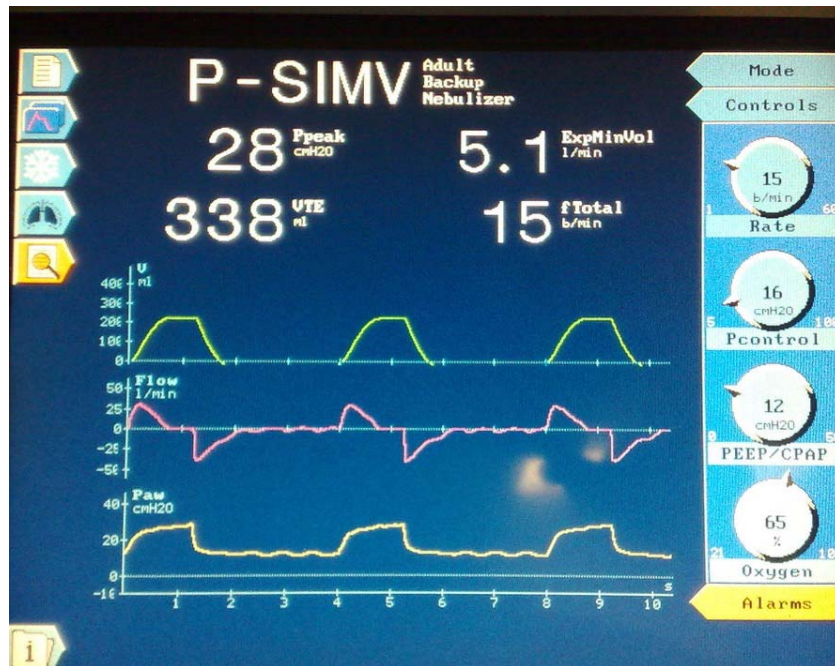 P-SIMV
Adult
Backup
Nebulizer
28 Ppeak cmH2O
5.1 ExpMinVol l/min
338 VTE ml
15 fTotal b/min
V
ml
400
300
200
100
0
Flow
l/min
50
25
0
-25
-50
Paw
cmH2O
40
20
0
-10
1 2 3 4 5 6 7 8 9 10
s
Mode
Controls
15
b/min
1
Rate
16
cmH2O
5
Pcontrol
12
cmH2O
0
PEEP/CPAP
65
%
21
Oxygen
Alarms
i